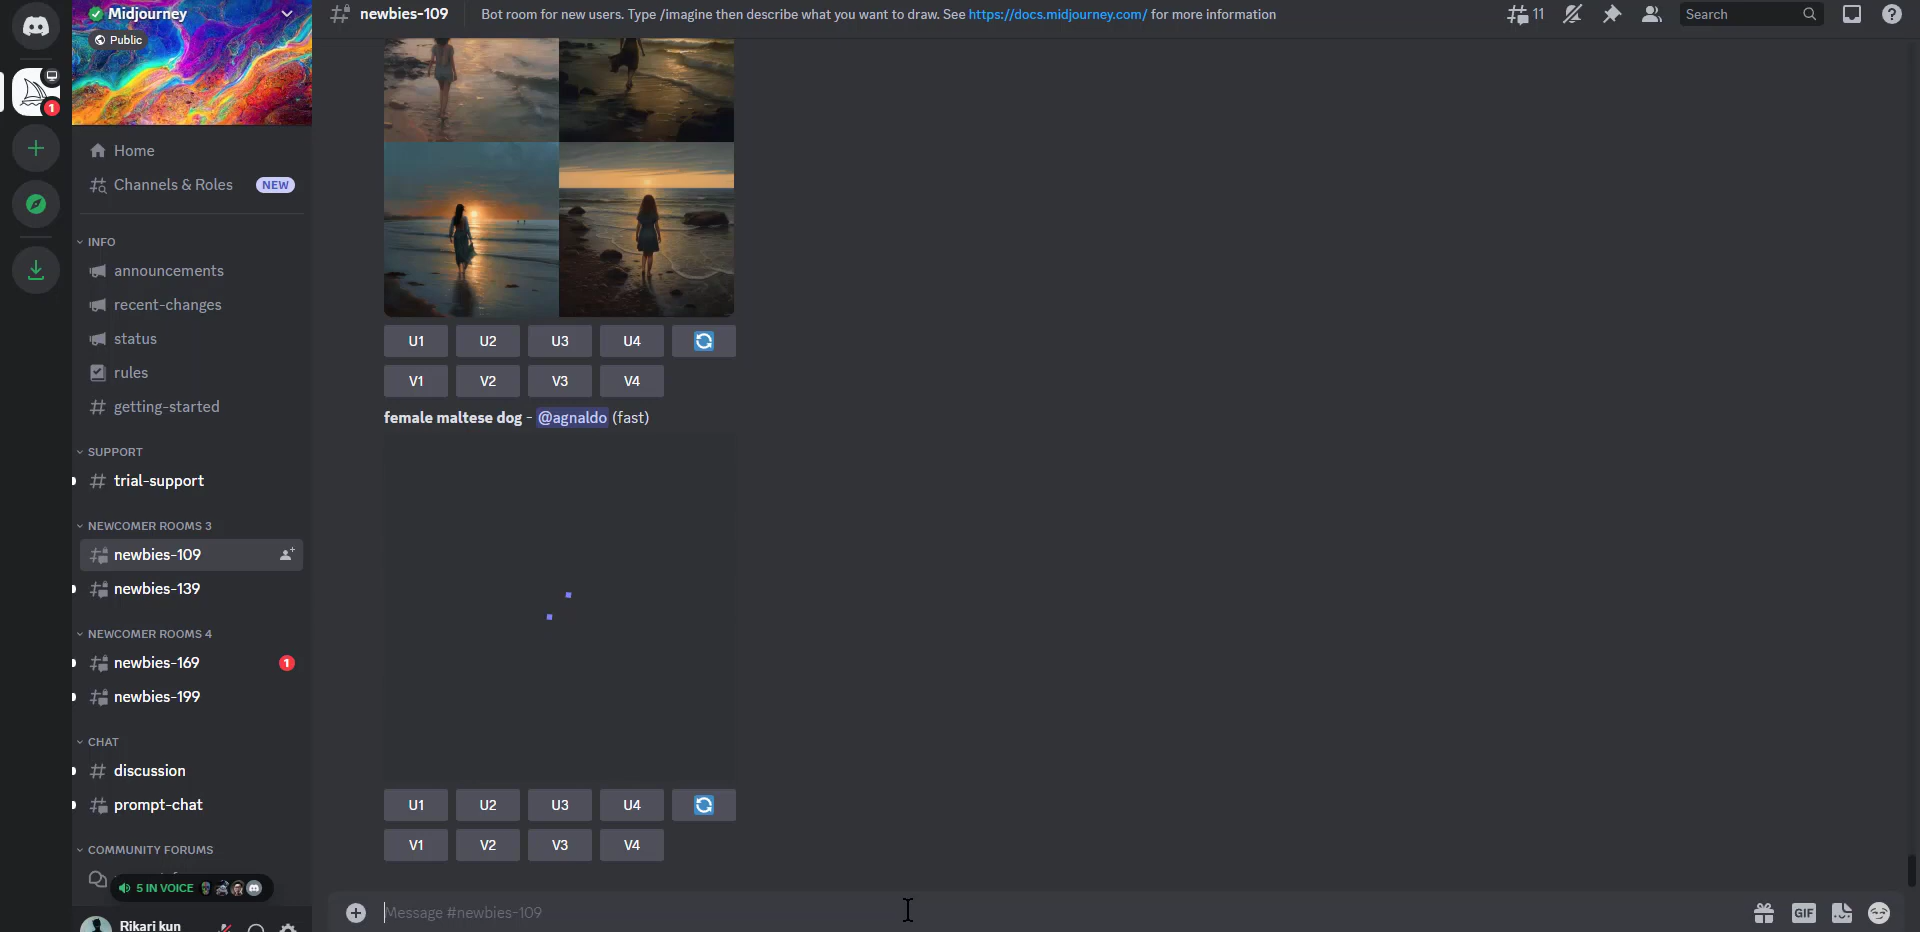 Midjourney
Public
1
Home
Channels & Roles NEW
INFO
announcements
recent-changes
status
rules
getting-started
SUPPORT
trial-support
NEWCOMER ROOMS 3
newbies-109
newbies-139
NEWCOMER ROOMS 4
newbies-169 1
newbies-199
CHAT
discussion
prompt-chat
COMMUNITY FORUMS
5 IN VOICE
Rikari kun
newbies-109 Bot room for new users. Type /imagine then describe what you want to draw. See https://docs.midjourney.com/ for more information 11 Search
U1 U2 U3 U4
V1 V2 V3 V4
female maltese dog - @agnaldo (fast)
U1 U2 U3 U4
V1 V2 V3 V4
Message #newbies-109 GIF